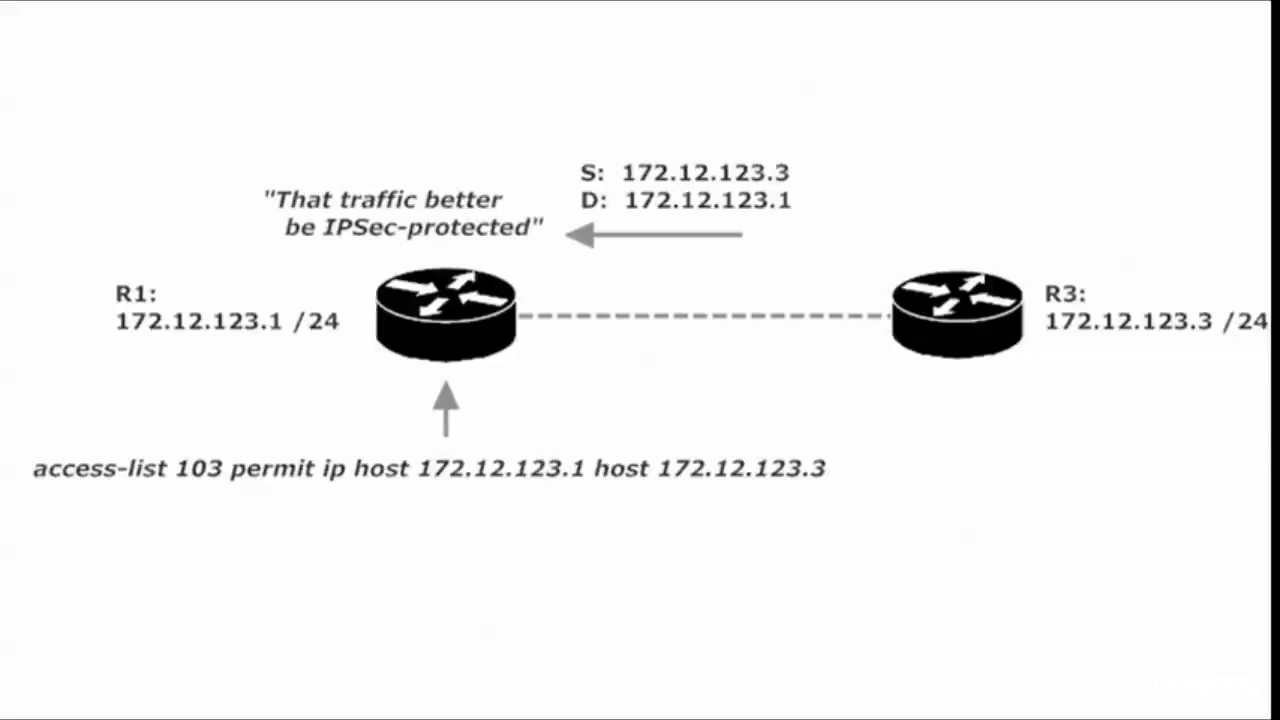 S: 172.12.123.3
D: 172.12.123.1
"That traffic better
be IPSec-protected"
R1:
172.12.123.1 /24
R3:
172.12.123.3 /24
access-list 103 permit ip host 172.12.123.1 host 172.12.123.3